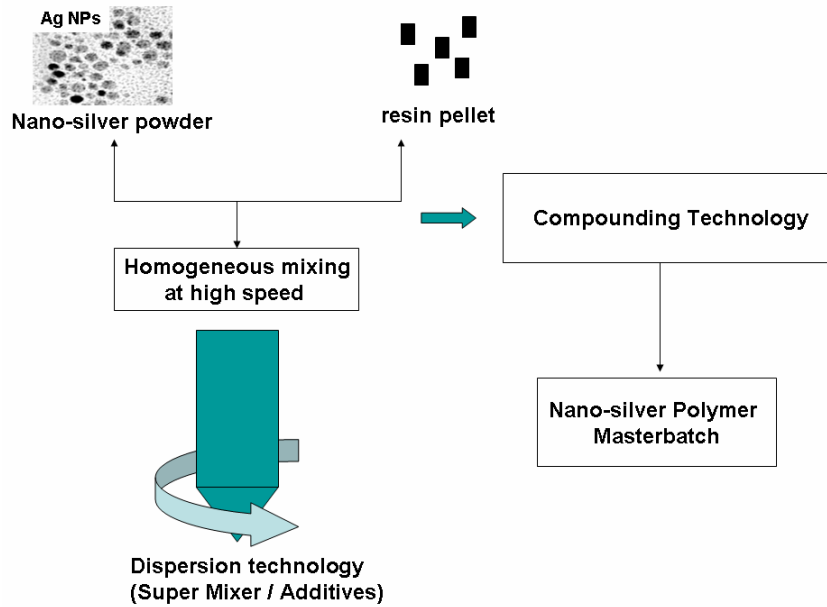 Ag NPs
Nano-silver powder
resin pellet
Compounding Technology
Homogeneous mixing
at high speed
Nano-silver Polymer
Masterbatch
Dispersion technology
(Super Mixer / Additives)